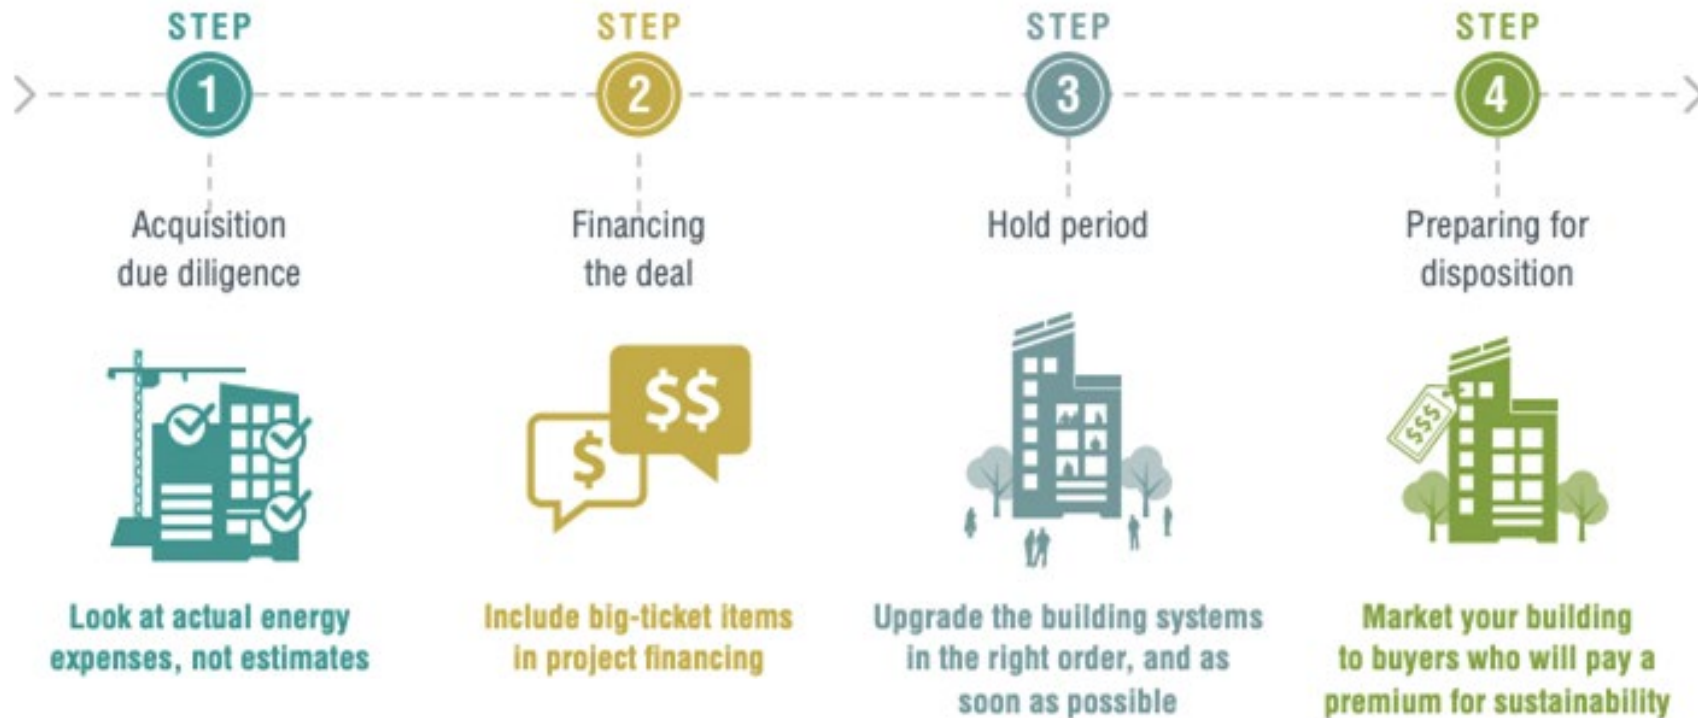 STEP
1
Acquisition
due diligence
Look at actual energy
expenses, not estimates
STEP
2
Financing
the deal
$
$$
Include big-ticket items
in project financing
STEP
3
Hold period
Upgrade the building systems
in the right order, and as
soon as possible
STEP
4
Preparing for
disposition
$$$
Market your building
to buyers who will pay a
premium for sustainability